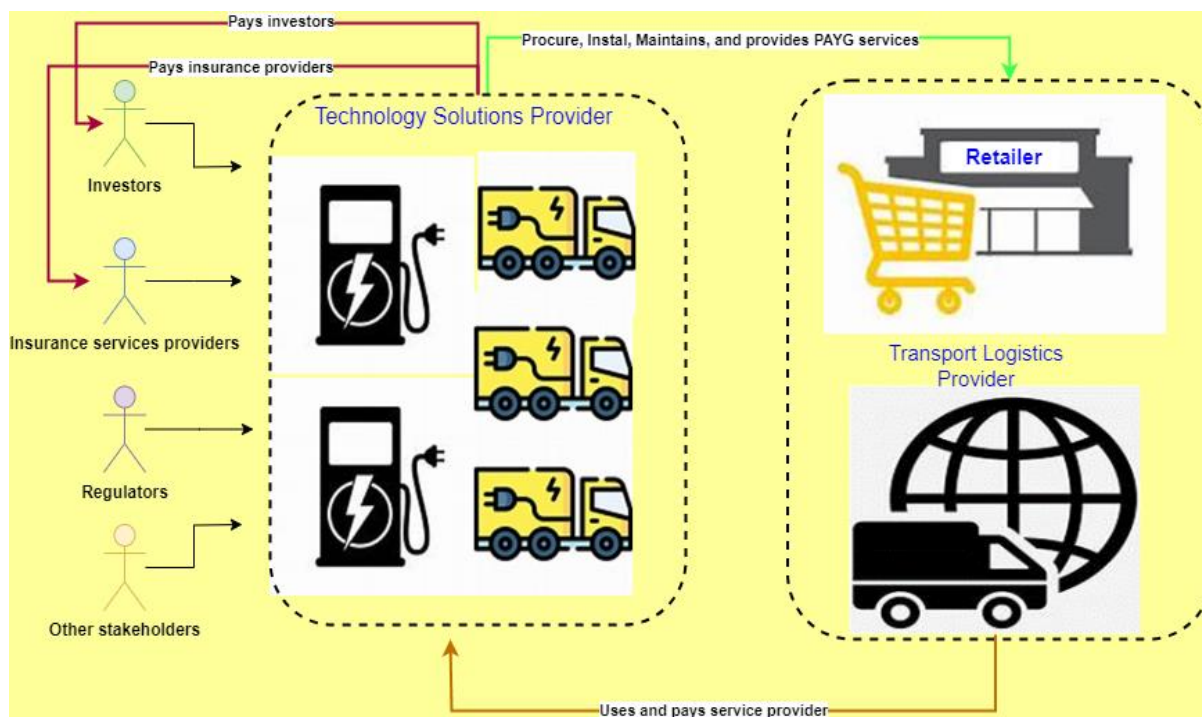 Pays investors
Procure, Instal, Maintains, and provides PAYG services
Pays insurance providers
Technology Solutions Provider
Investors
Retailer
Insurance services providers
Transport Logistics
Provider
Regulators
Other stakeholders
Uses and pays service provider